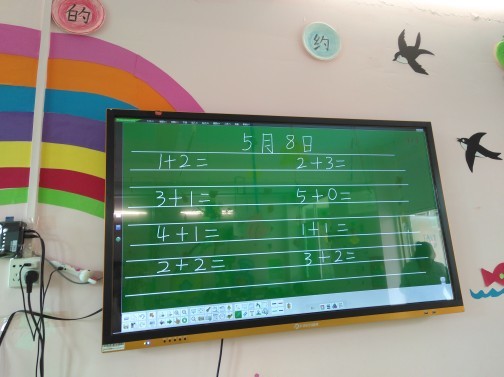 的
约
5月8日
1+2= 2+3=
3+1= 5+0=
4+1= 1+1=
2+2= 3+2=